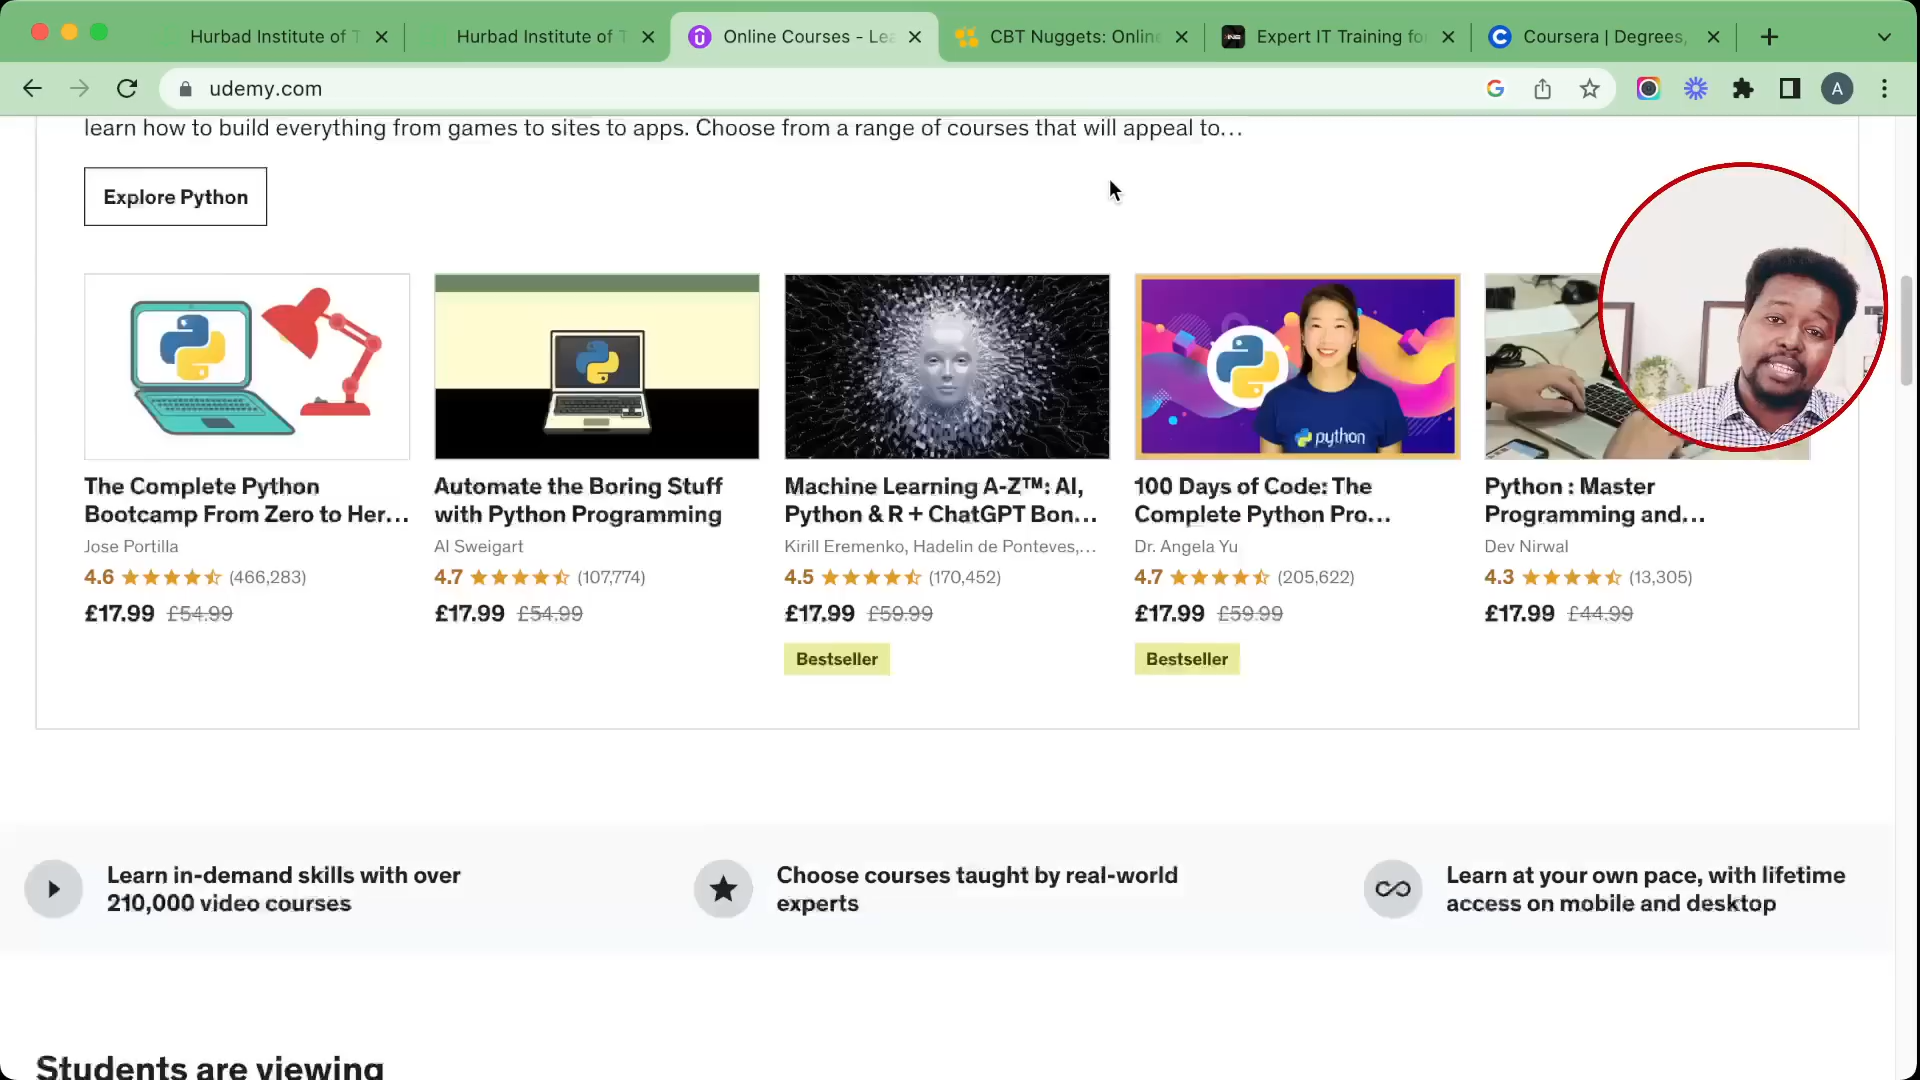 Hurbad Institute of T
Hurbad Institute of T
Online Courses - Lea
CBT Nuggets: Online
Expert IT Training for
Coursera | Degrees,
udemy.com
A
learn how to build everything from games to sites to apps. Choose from a range of courses that will appeal to…
Explore Python
python
The Complete Python
Bootcamp From Zero to Her…
Jose Portilla
4.6 (466,283)
£17.99 £54.99
Automate the Boring Stuff
with Python Programming
Al Sweigart
4.7 (107,774)
£17.99 £54.99
Machine Learning A-Z™: AI,
Python & R + ChatGPT Bon…
Kirill Eremenko, Hadelin de Ponteves,…
4.5 (170,452)
£17.99 £59.99
Bestseller
100 Days of Code: The
Complete Python Pro…
Dr. Angela Yu
4.7 (205,622)
£17.99 £59.99
Bestseller
Python : Master
Programming and…
Dev Nirwal
4.3 (13,305)
£17.99 £44.99
Learn in-demand skills with over
210,000 video courses
Choose courses taught by real-world
experts
Learn at your own pace, with lifetime
access on mobile and desktop
Students are viewing